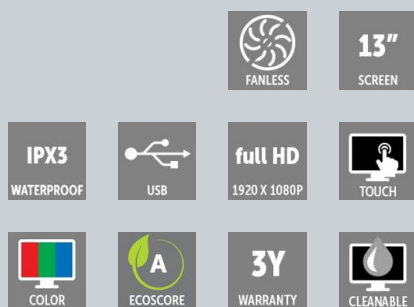 FANLESS
13"
SCREEN
IPX3
WATERPROOF
USB
full HD
1920 X 1080P
TOUCH
COLOR
A
ECOSCORE
3Y
WARRANTY
CLEANABLE